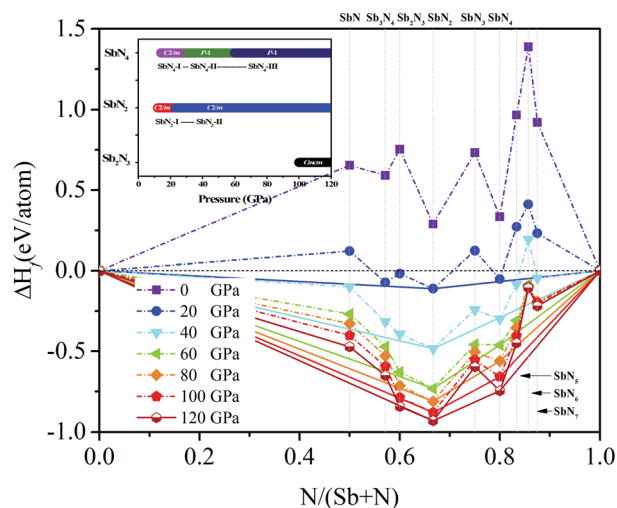 SbN Sb₃N₄ Sb₂N₃ SbN₂ SbN₃ SbN₄
1.5
1.0
0.5
0.0
-0.5
-1.0
ΔH_f(eV/atom)
SbN₄
SbN₂
Sb₂N₃
C2/m P-1 P-1
SbN₄-I -- SbN₄-II ---------- SbN₄-III
C2/m C2/m
SbN₂-I ------ SbN₂-II
Cmcm
0 20 40 60 80 100 120
Pressure (GPa)
0 GPa
20 GPa
40 GPa
60 GPa
80 GPa
100 GPa
120 GPa
SbN₅
SbN₆
SbN₇
0.0 0.2 0.4 0.6 0.8 1.0
N/(Sb+N)